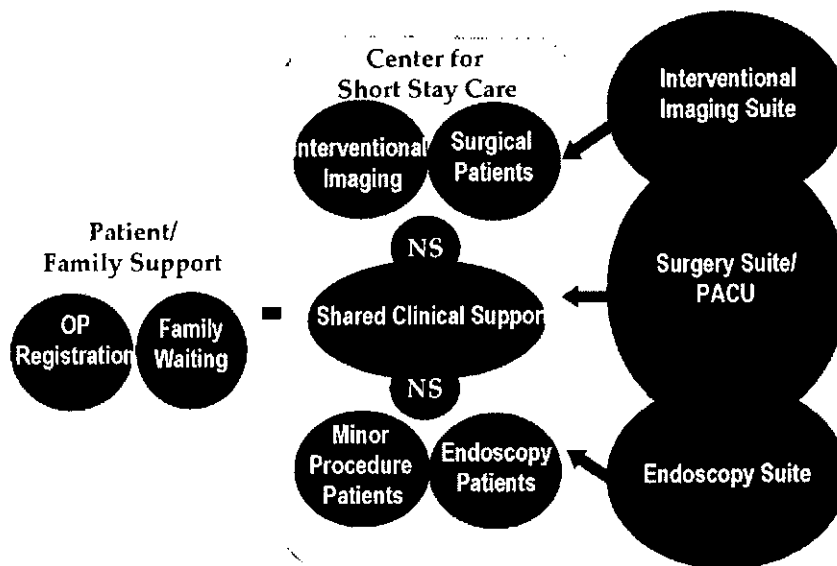 Center for
Short Stay Care
Interventional
Imaging
Surgical
Patients
Interventional
Imaging Suite
Patient/
Family Support
OP
Registration
Family
Waiting
NS
Shared Clinical Support
NS
Surgery Suite/
PACU
Minor
Procedure
Patients
Endoscopy
Patients
Endoscopy Suite